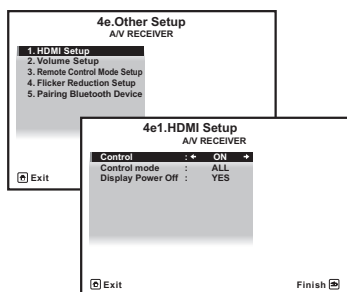 4e.Other Setup
A/V RECEIVER
1. HDMI Setup
2. Volume Setup
3. Remote Control Mode Setup
4. Flicker Reduction Setup
5. Pairing Bluetooth Device
Exit
4e1.HDMI Setup
A/V RECEIVER
Control : ON
Control mode : ALL
Display Power Off : YES
Exit
Finish